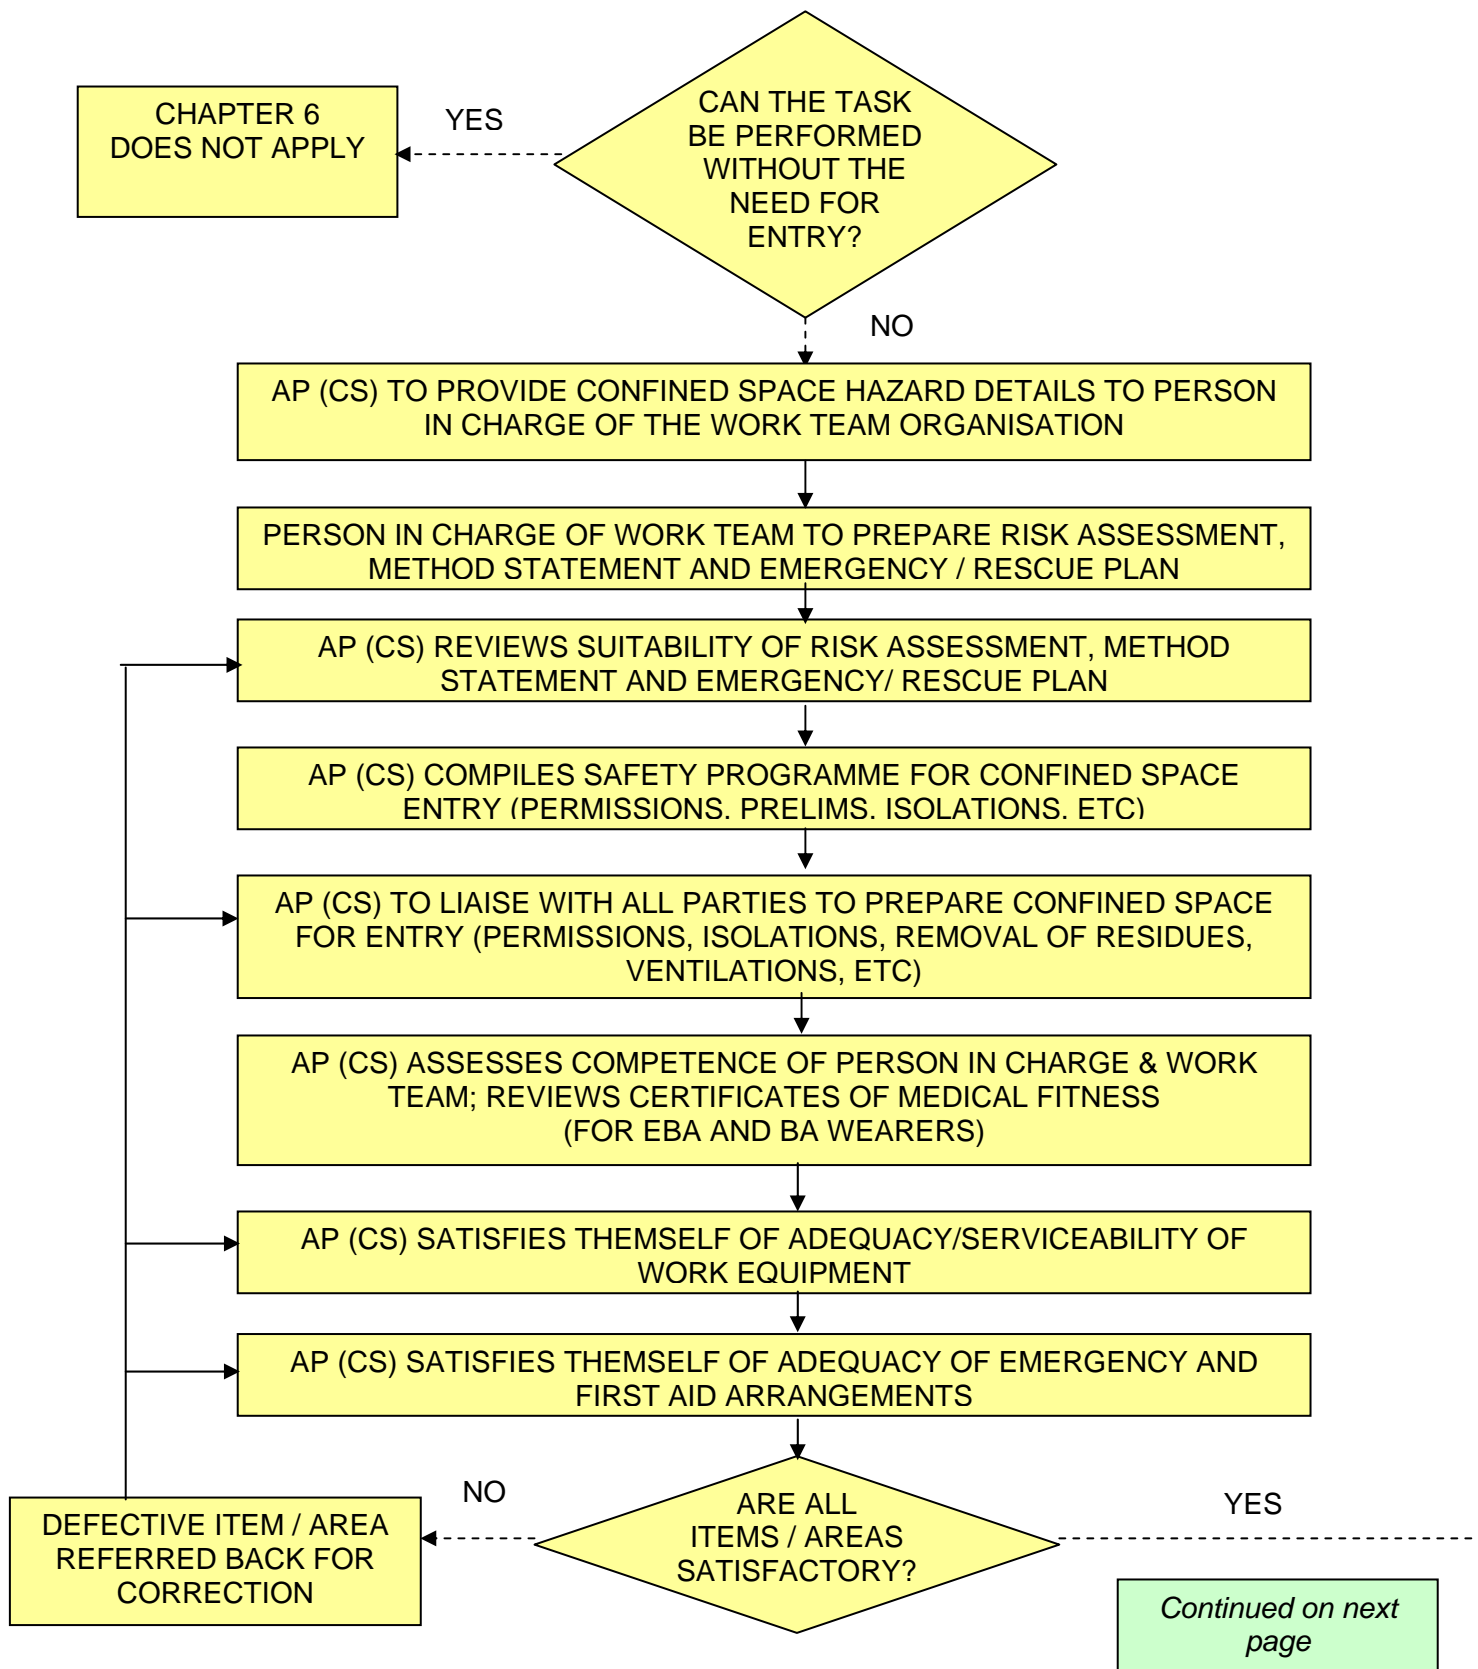 CAN THE TASK
BE PERFORMED
WITHOUT THE
NEED FOR
ENTRY?
YES
CHAPTER 6
DOES NOT APPLY
NO
AP (CS) TO PROVIDE CONFINED SPACE HAZARD DETAILS TO PERSON
IN CHARGE OF THE WORK TEAM ORGANISATION
PERSON IN CHARGE OF WORK TEAM TO PREPARE RISK ASSESSMENT,
METHOD STATEMENT AND EMERGENCY / RESCUE PLAN
AP (CS) REVIEWS SUITABILITY OF RISK ASSESSMENT, METHOD
STATEMENT AND EMERGENCY/ RESCUE PLAN
AP (CS) COMPILES SAFETY PROGRAMME FOR CONFINED SPACE
ENTRY (PERMISSIONS. PRELIMS. ISOLATIONS. ETC)
AP (CS) TO LIAISE WITH ALL PARTIES TO PREPARE CONFINED SPACE
FOR ENTRY (PERMISSIONS, ISOLATIONS, REMOVAL OF RESIDUES,
VENTILATIONS, ETC)
AP (CS) ASSESSES COMPETENCE OF PERSON IN CHARGE & WORK
TEAM; REVIEWS CERTIFICATES OF MEDICAL FITNESS
(FOR EBA AND BA WEARERS)
AP (CS) SATISFIES THEMSELF OF ADEQUACY/SERVICEABILITY OF
WORK EQUIPMENT
AP (CS) SATISFIES THEMSELF OF ADEQUACY OF EMERGENCY AND
FIRST AID ARRANGEMENTS
ARE ALL
ITEMS / AREAS
SATISFACTORY?
NO
DEFECTIVE ITEM / AREA
REFERRED BACK FOR
CORRECTION
YES
Continued on next
page